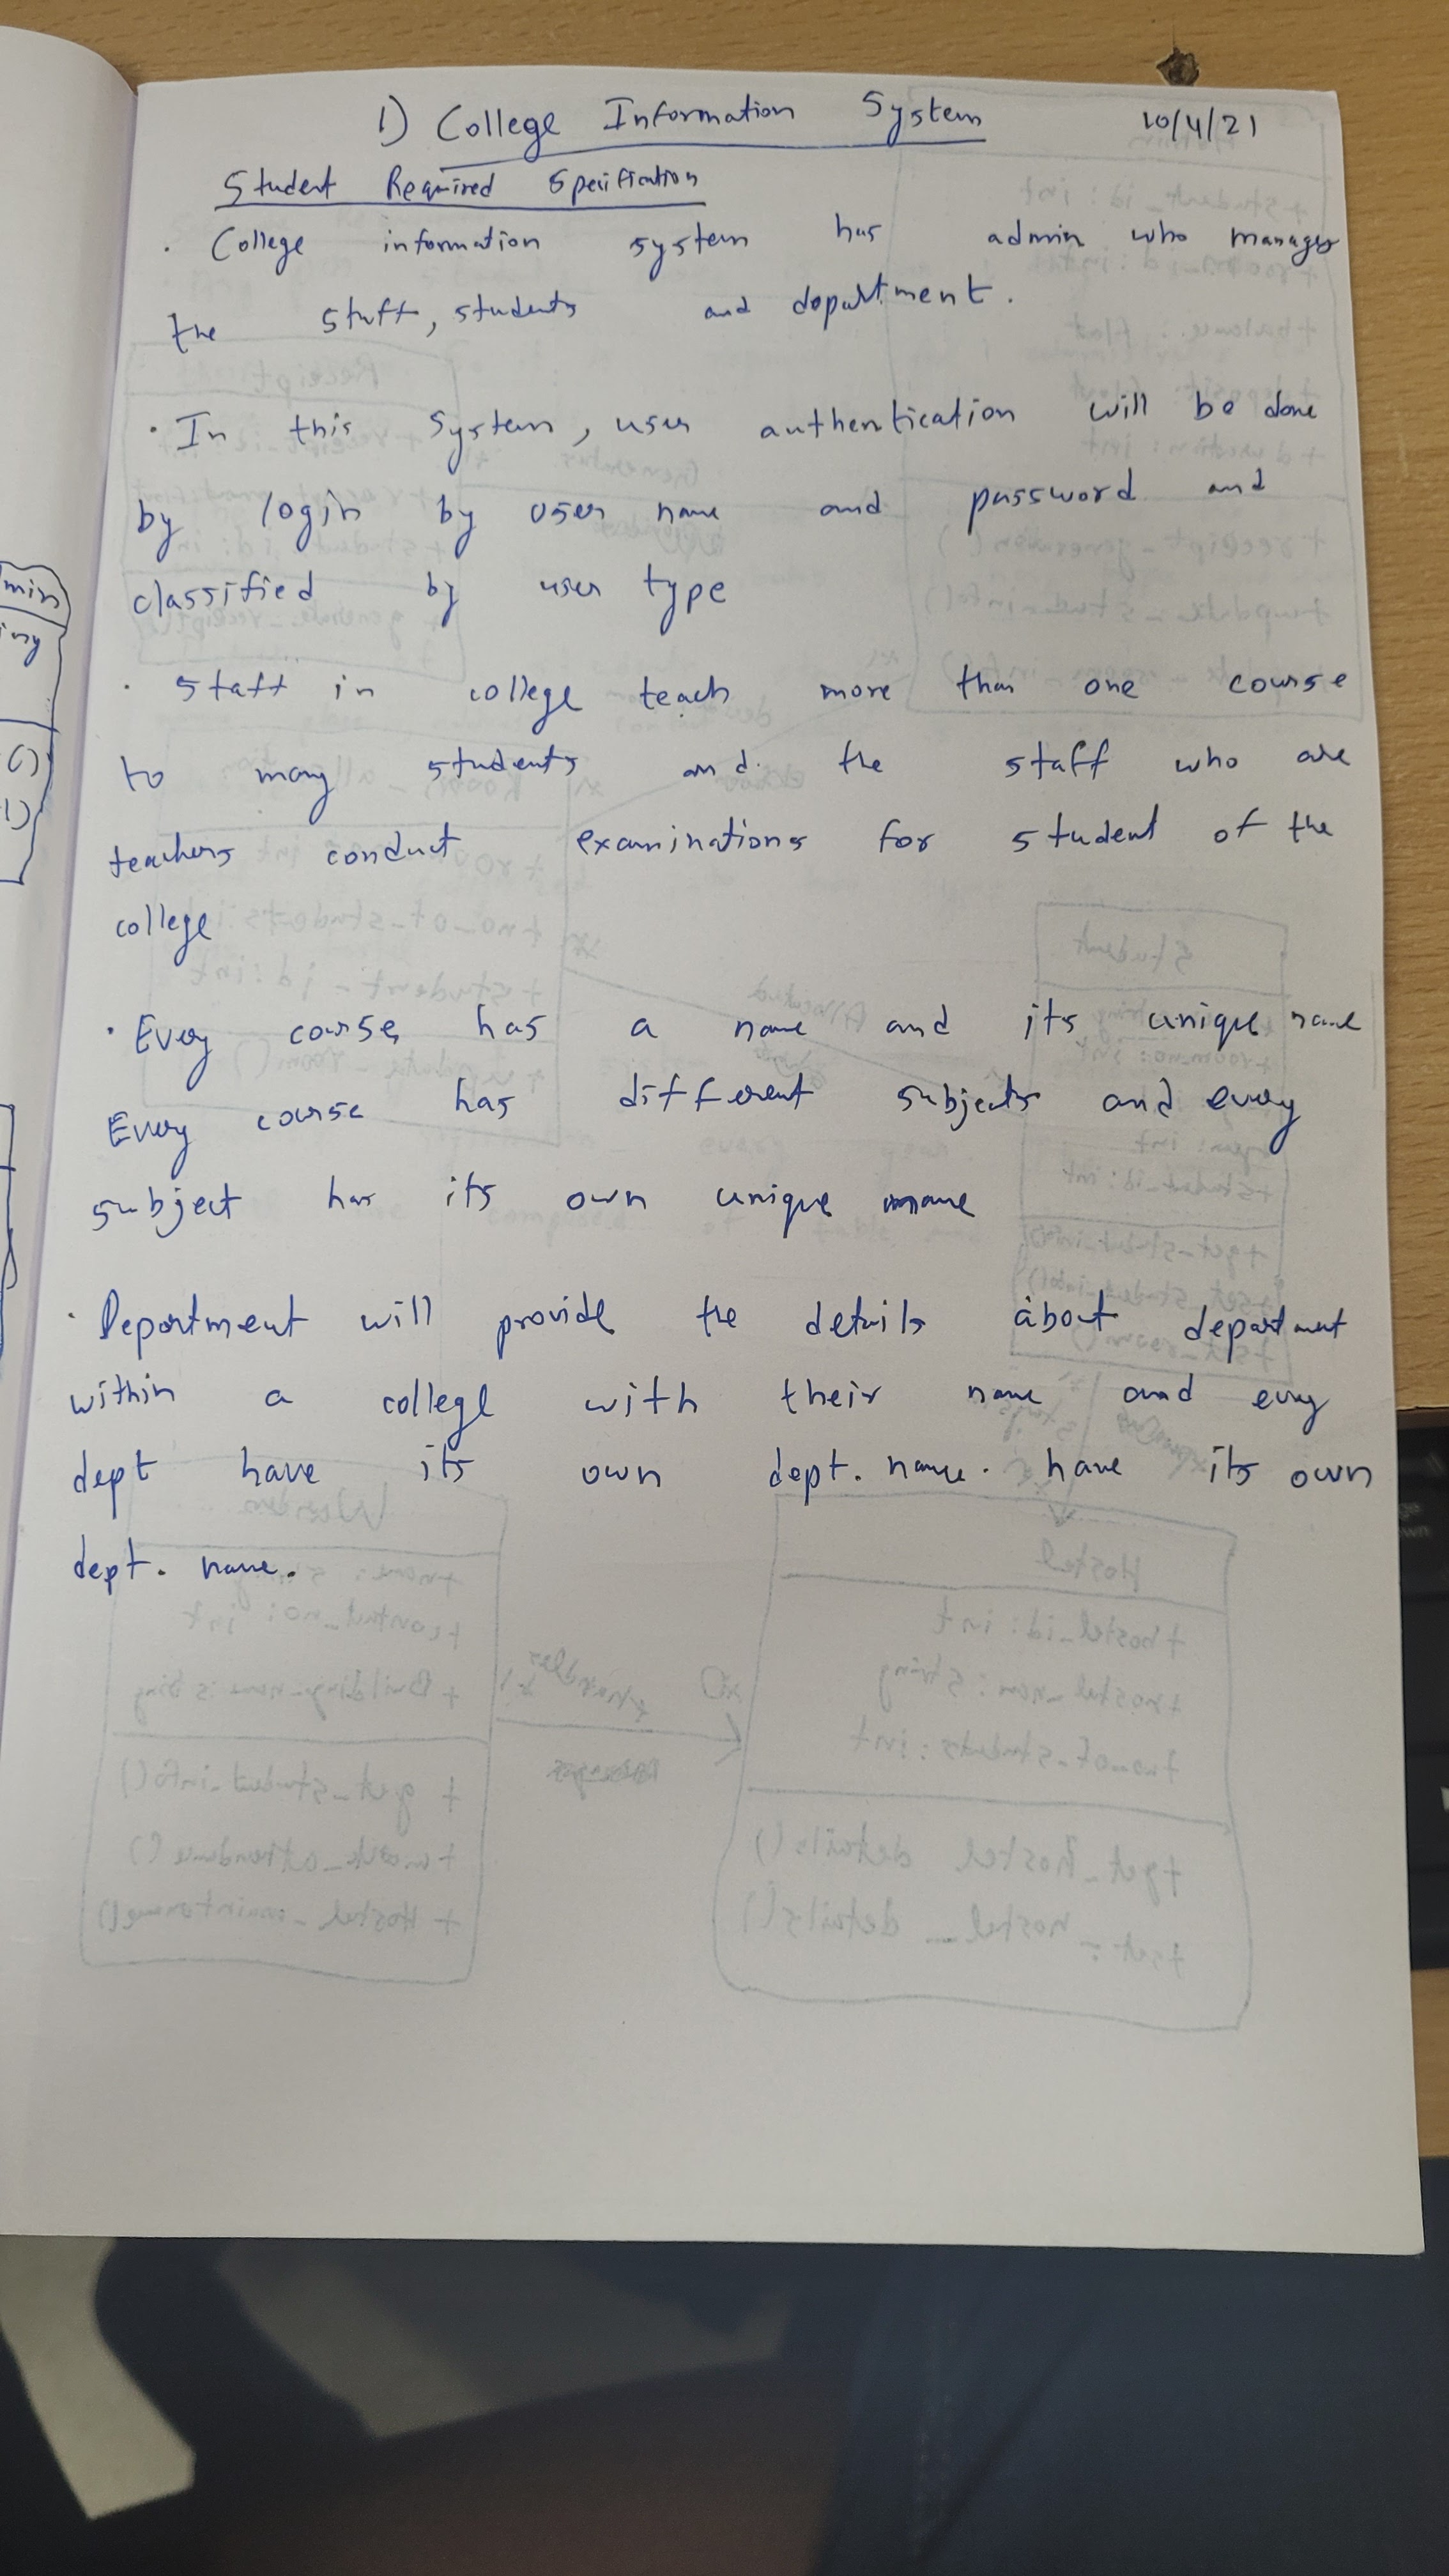 1) College Information System 10/4/21
Student Required Specification
· College information system has admin who manages
the staff, students and department.
· In this system, user authentication will be done
by login by user name and password and
classified by user type
· Staff in college teach more than one course
to many students and the staff who are
teachers conduct examinations for student of the
college
· Every course has a name and its unique name
Every course has different subjects and every
subject has its own unique name
· Department will provide the details about department
within a college with their name and every
dept have its own dept. name. have its own
dept. name.